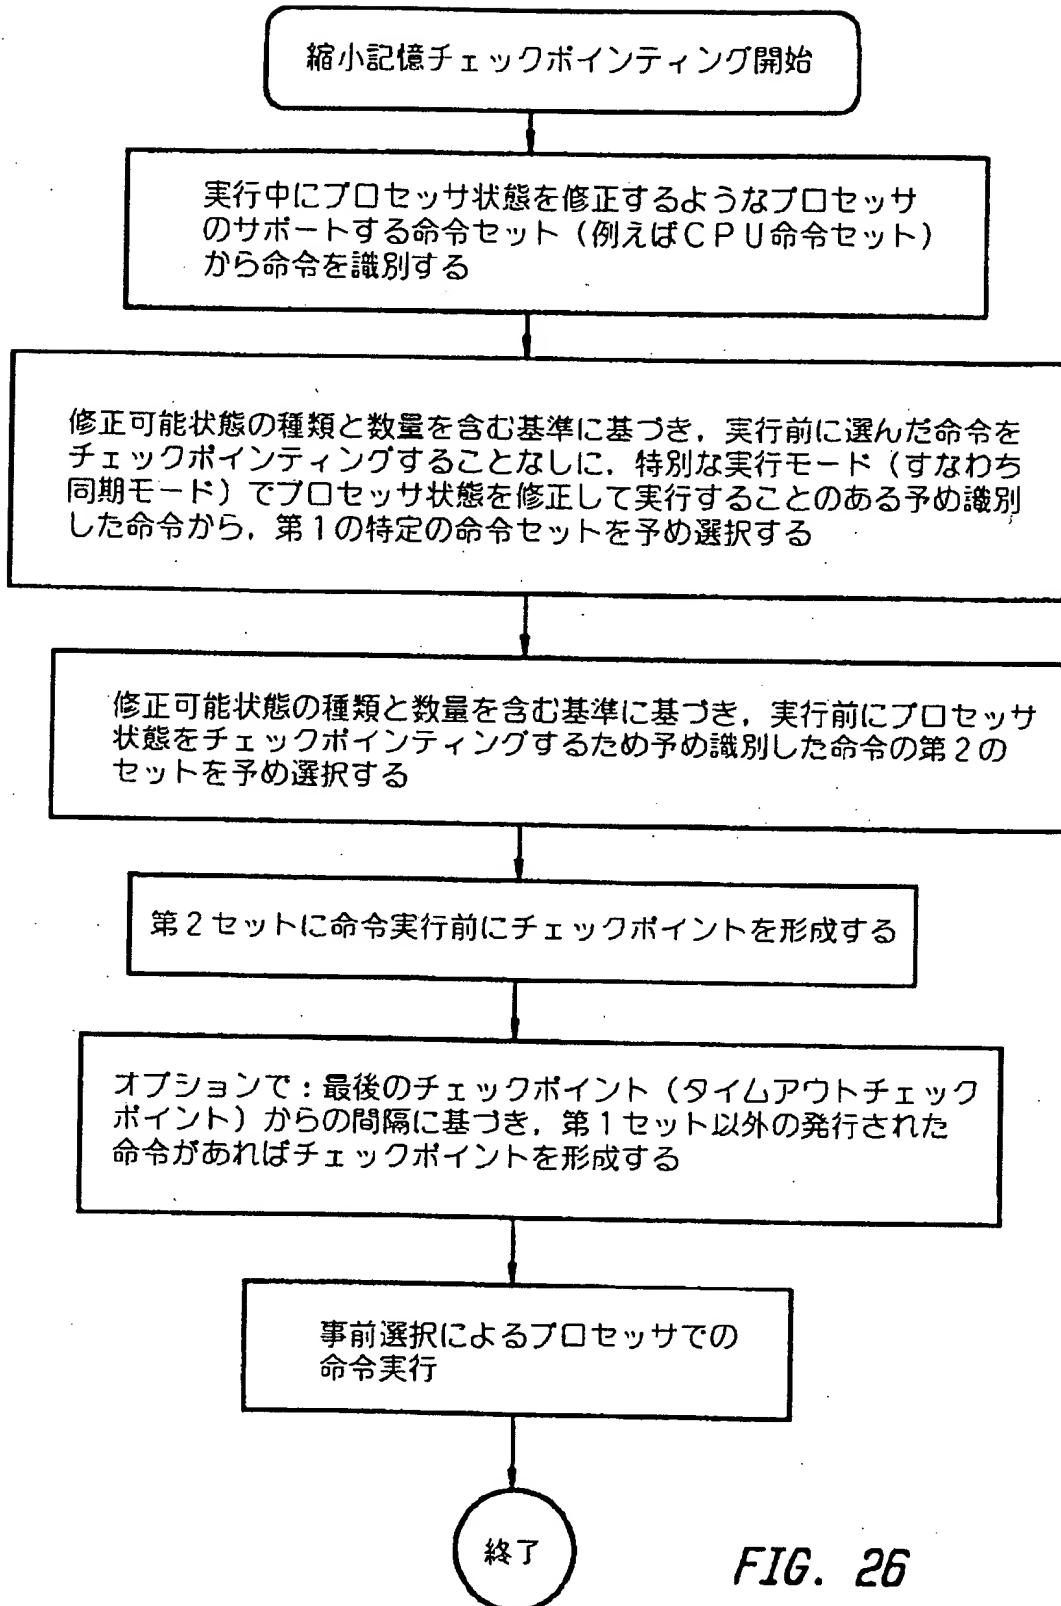 縮小記憶チェックポインティング開始
実行中にプロセッサ状態を修正するようなプロセッサ
のサポートする命令セット（例えばＣＰＵ命令セット）
から命令を識別する
修正可能状態の種類と数量を含む基準に基づき，実行前に選んだ命令を
チェックポインティングすることなしに，特別な実行モード（すなわち
同期モード）でプロセッサ状態を修正して実行することのある予め識別
した命令から，第１の特定の命令セットを予め選択する
修正可能状態の種類と数量を含む基準に基づき，実行前にプロセッサ
状態をチェックポインティングするため予め識別した命令の第２の
セットを予め選択する
第２セットに命令実行前にチェックポイントを形成する
オプションで：最後のチェックポイント（タイムアウトチェック
ポイント）からの間隔に基づき，第１セット以外の発行された
命令があればチェックポイントを形成する
事前選択によるプロセッサでの
命令実行
終了
FIG. 26